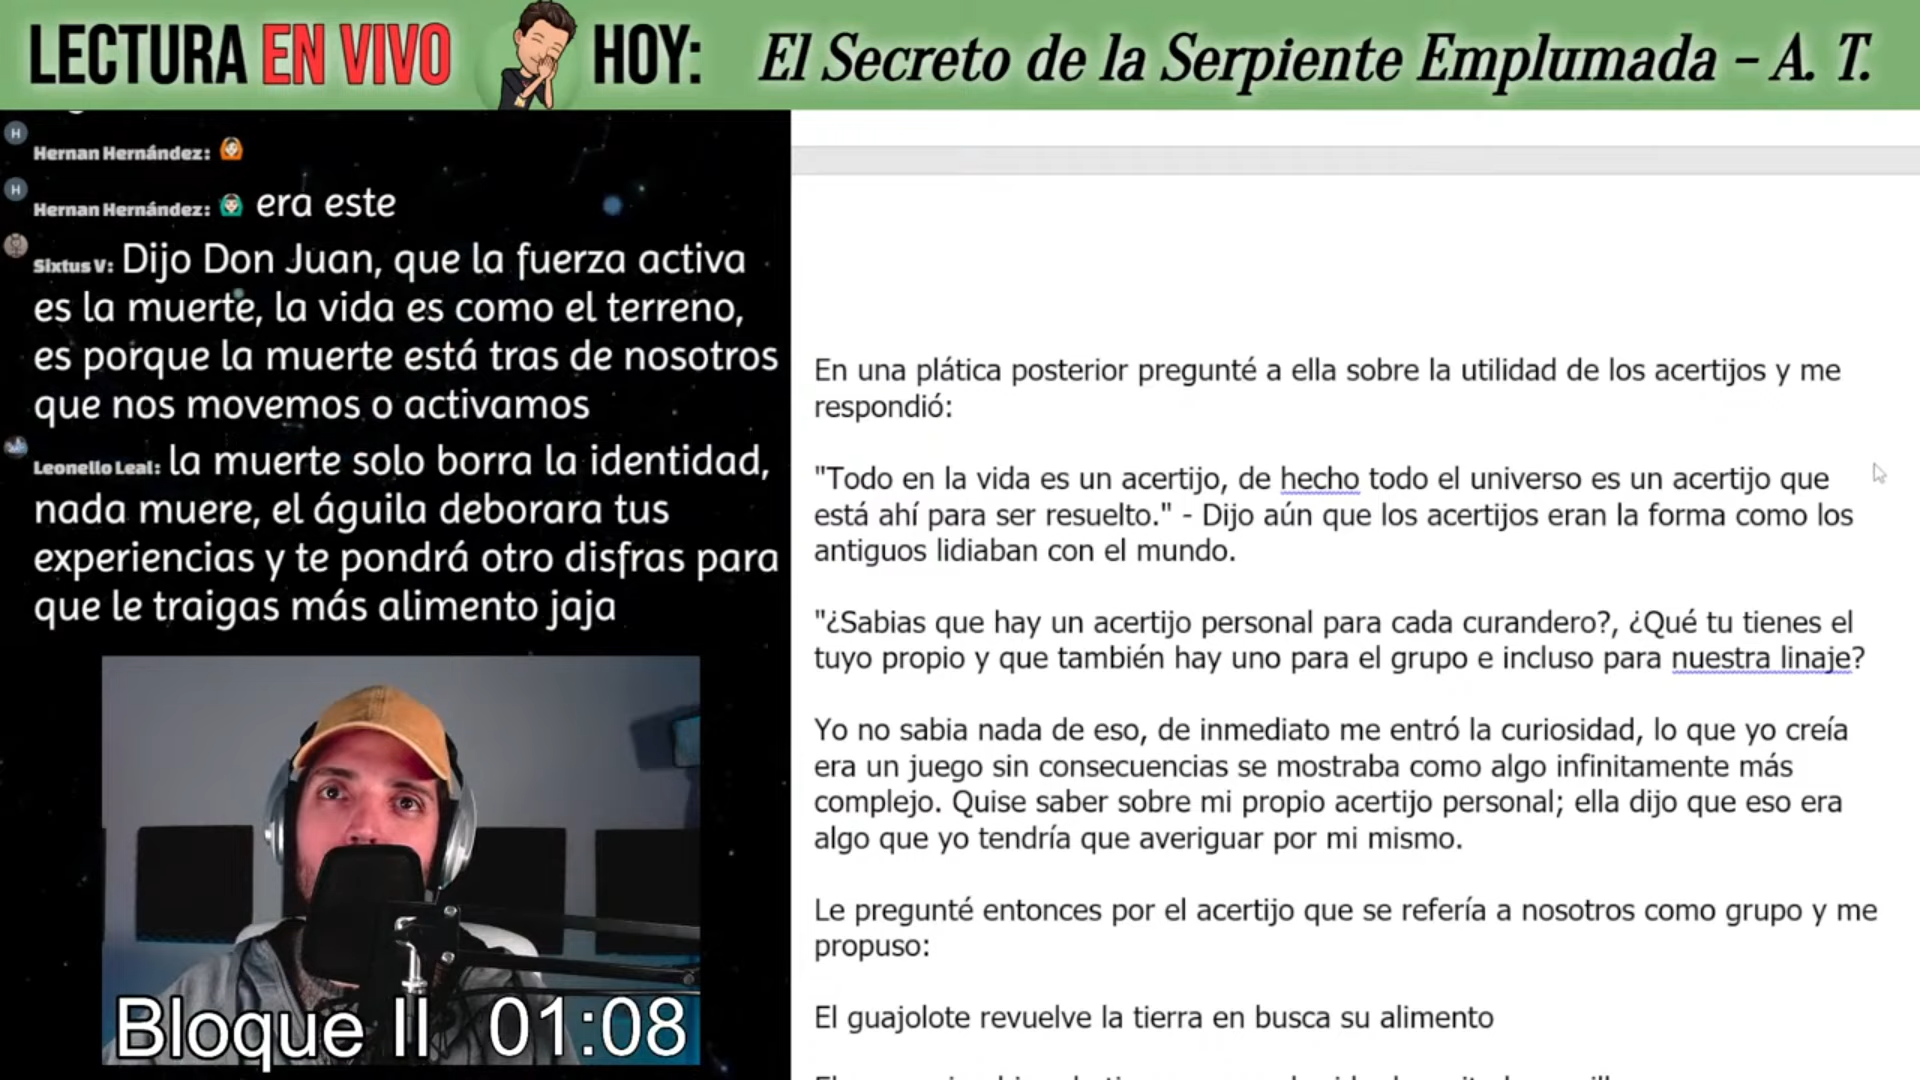 LECTURA EN VIVO HOY: El Secreto de la Serpiente Emplumada - A. T.
H Hernan Hernández: 🙆
H Hernan Hernández: 🙆🏻‍♂️ era este
Sixtus V: Dijo Don Juan, que la fuerza activa
es la muerte, la vida es como el terreno,
es porque la muerte está tras de nosotros
que nos movemos o activamos
Leonello Leal: la muerte solo borra la identidad,
nada muere, el águila deborara tus
experiencias y te pondrá otro disfras para
que le traigas más alimento jaja
Bloque II 01:08
En una plática posterior pregunté a ella sobre la utilidad de los acertijos y me
respondió:
"Todo en la vida es un acertijo, de hecho todo el universo es un acertijo que
está ahí para ser resuelto." - Dijo aún que los acertijos eran la forma como los
antiguos lidiaban con el mundo.
"¿Sabias que hay un acertijo personal para cada curandero?, ¿Qué tu tienes el
tuyo propio y que también hay uno para el grupo e incluso para nuestra linaje?
Yo no sabia nada de eso, de inmediato me entró la curiosidad, lo que yo creía
era un juego sin consecuencias se mostraba como algo infinitamente más
complejo. Quise saber sobre mi propio acertijo personal; ella dijo que eso era
algo que yo tendría que averiguar por mi mismo.
Le pregunté entonces por el acertijo que se refería a nosotros como grupo y me
propuso:
El guajolote revuelve la tierra en busca su alimento